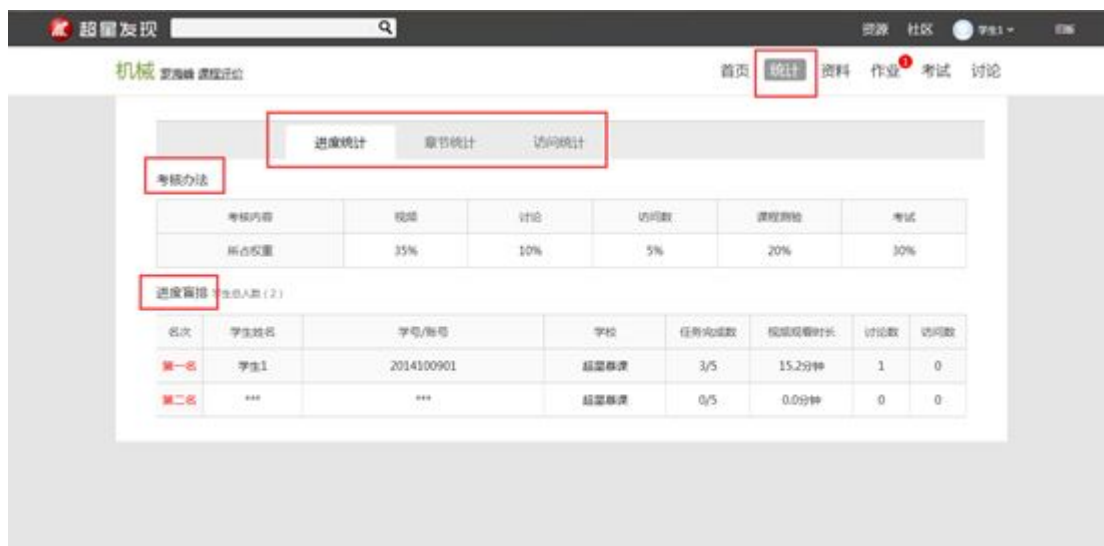 超星发现 资源 社区 学生1
机械 课程评价 首页 统计 资料 作业 1 考试 讨论
进度统计 章节统计 访问统计
考核办法
考核内容 视频 讨论 访问数 课程测验 考试
所占权重 35% 10% 5% 20% 30%
进度盲排 学生总人数(2)
名次 学生姓名 学号/账号 学校 任务完成数 视频观看时长 讨论数 访问数
第一名 学生1 2014100901 超星慕课 3/5 15.2分钟 1 0
第二名 *** *** 超星慕课 0/5 0.0分钟 0 0